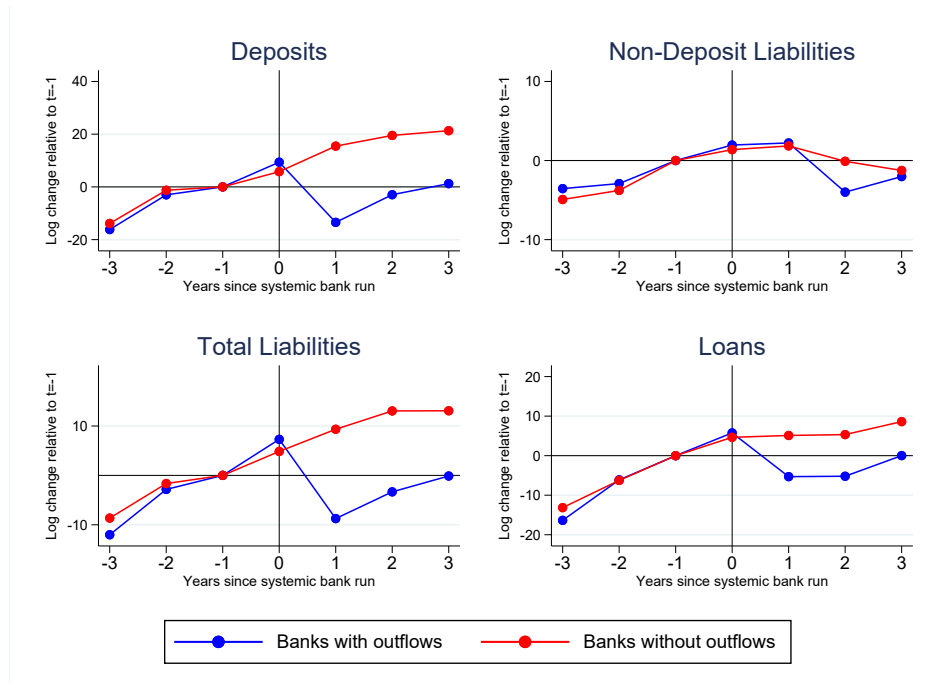 Deposits
Log change relative to t=-1
40
20
0
-20
-3 -2 -1 0 1 2 3
Years since systemic bank run
Non-Deposit Liabilities
Log change relative to t=-1
10
0
-10
-3 -2 -1 0 1 2 3
Years since systemic bank run
Total Liabilities
Log change relative to t=-1
10
-10
-3 -2 -1 0 1 2 3
Years since systemic bank run
Loans
Log change relative to t=-1
20
10
0
-10
-20
-3 -2 -1 0 1 2 3
Years since systemic bank run
Banks with outflows Banks without outflows